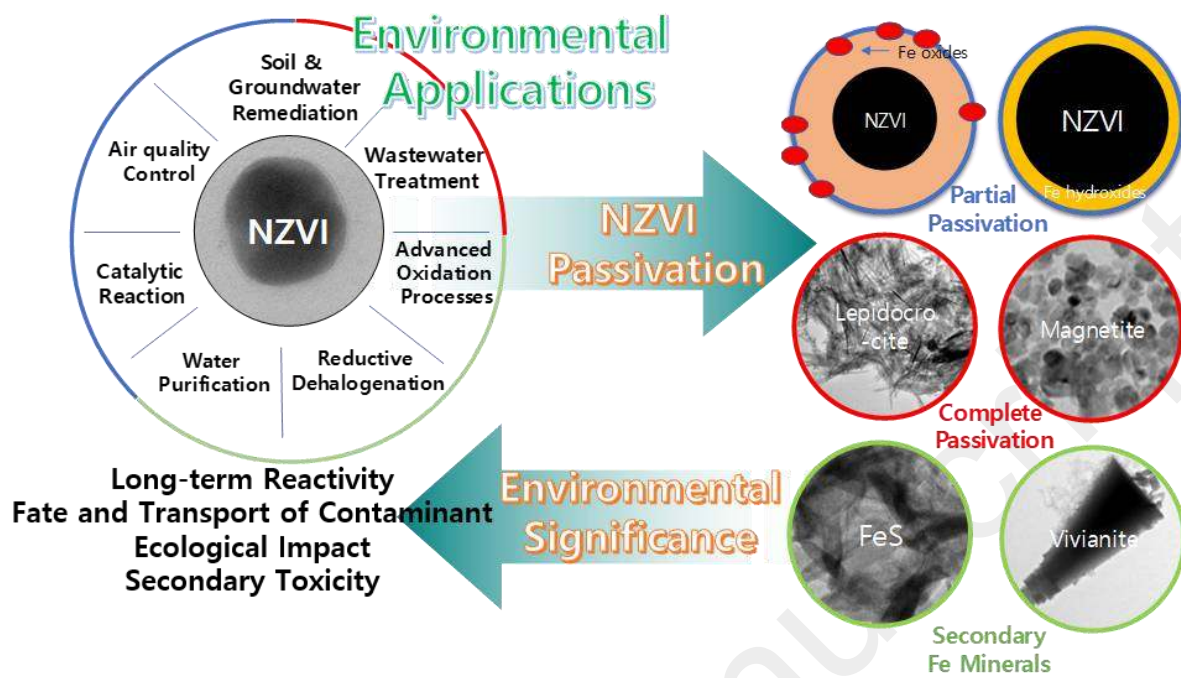 Environmental
Applications
Soil &
Groundwater
Remediation
Air quality
Control
Wastewater
Treatment
NZVI
Catalytic
Reaction
Advanced
Oxidation
Processes
Water
Purification
Reductive
Dehalogenation
NZVI
Passivation
Fe oxides
NZVI
NZVI
Fe hydroxides
Partial
Passivation
Lepidocro
-cite
Magnetite
Complete
Passivation
FeS
Vivianite
Secondary
Fe Minerals
Environmental
Significance
Long-term Reactivity
Fate and Transport of Contaminant
Ecological Impact
Secondary Toxicity